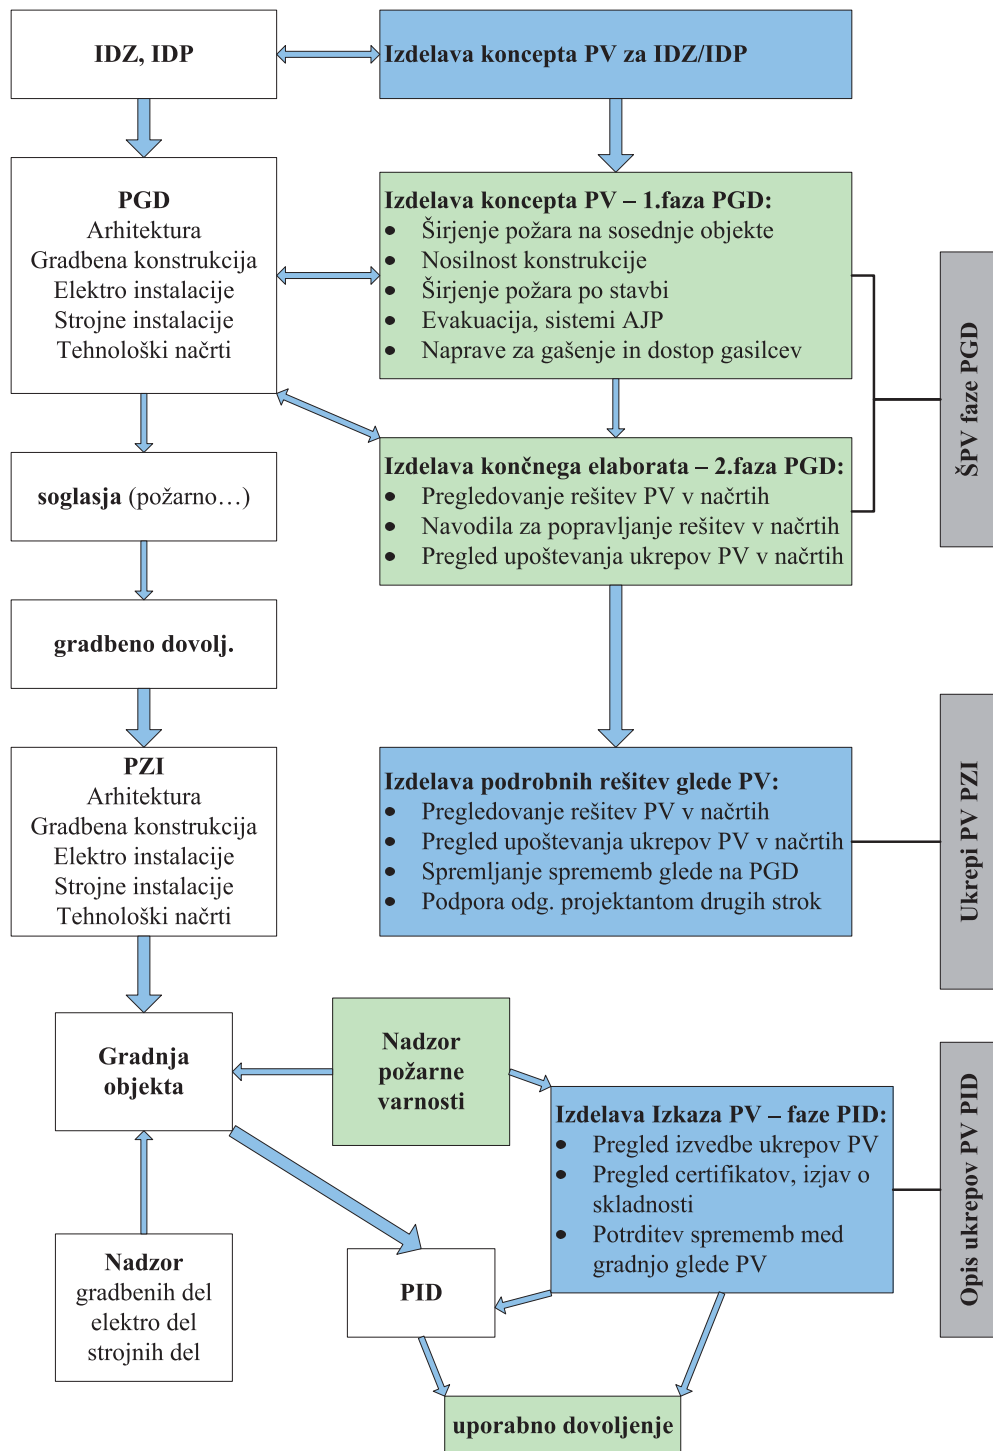 IDZ, IDP
Izdelava koncepta PV za IDZ/IDP
PGD
Arhitektura
Gradbena konstrukcija
Elektro instalacije
Strojne instalacije
Tehnološki načrti
Izdelava koncepta PV – 1.faza PGD:
• Širjenje požara na sosednje objekte
• Nosilnost konstrukcije
• Širjenje požara po stavbi
• Evakuacija, sistemi AJP
• Naprave za gašenje in dostop gasilcev
ŠPV faze PGD
soglasja (požarno…)
Izdelava končnega elaborata – 2.faza PGD:
• Pregledovanje rešitev PV v načrtih
• Navodila za popravljanje rešitev v načrtih
• Pregled upoštevanja ukrepov PV v načrtih
gradbeno dovolj.
PZI
Arhitektura
Gradbena konstrukcija
Elektro instalacije
Strojne instalacije
Tehnološki načrti
Izdelava podrobnih rešitev glede PV:
• Pregledovanje rešitev PV v načrtih
• Pregled upoštevanja ukrepov PV v načrtih
• Spremljanje sprememb glede na PGD
• Podpora odg. projektantom drugih strok
Ukrepi PV PZI
Gradnja
objekta
Nadzor
požarne
varnosti
Izdelava Izkaza PV – faze PID:
• Pregled izvedbe ukrepov PV
• Pregled certifikatov, izjav o
skladnosti
• Potrditev sprememb med
gradnjo glede PV
Opis ukrepov PV PID
Nadzor
gradbenih del
elektro del
strojnih del
PID
uporabno dovoljenje